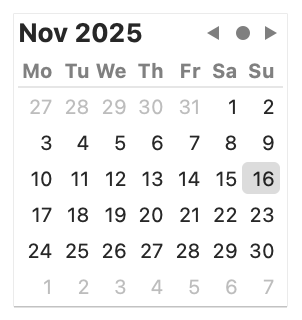 Nov 2025
Mo Tu We Th Fr Sa Su
27 28 29 30 31 1 2
3 4 5 6 7 8 9
10 11 12 13 14 15 16
17 18 19 20 21 22 23
24 25 26 27 28 29 30
1 2 3 4 5 6 7